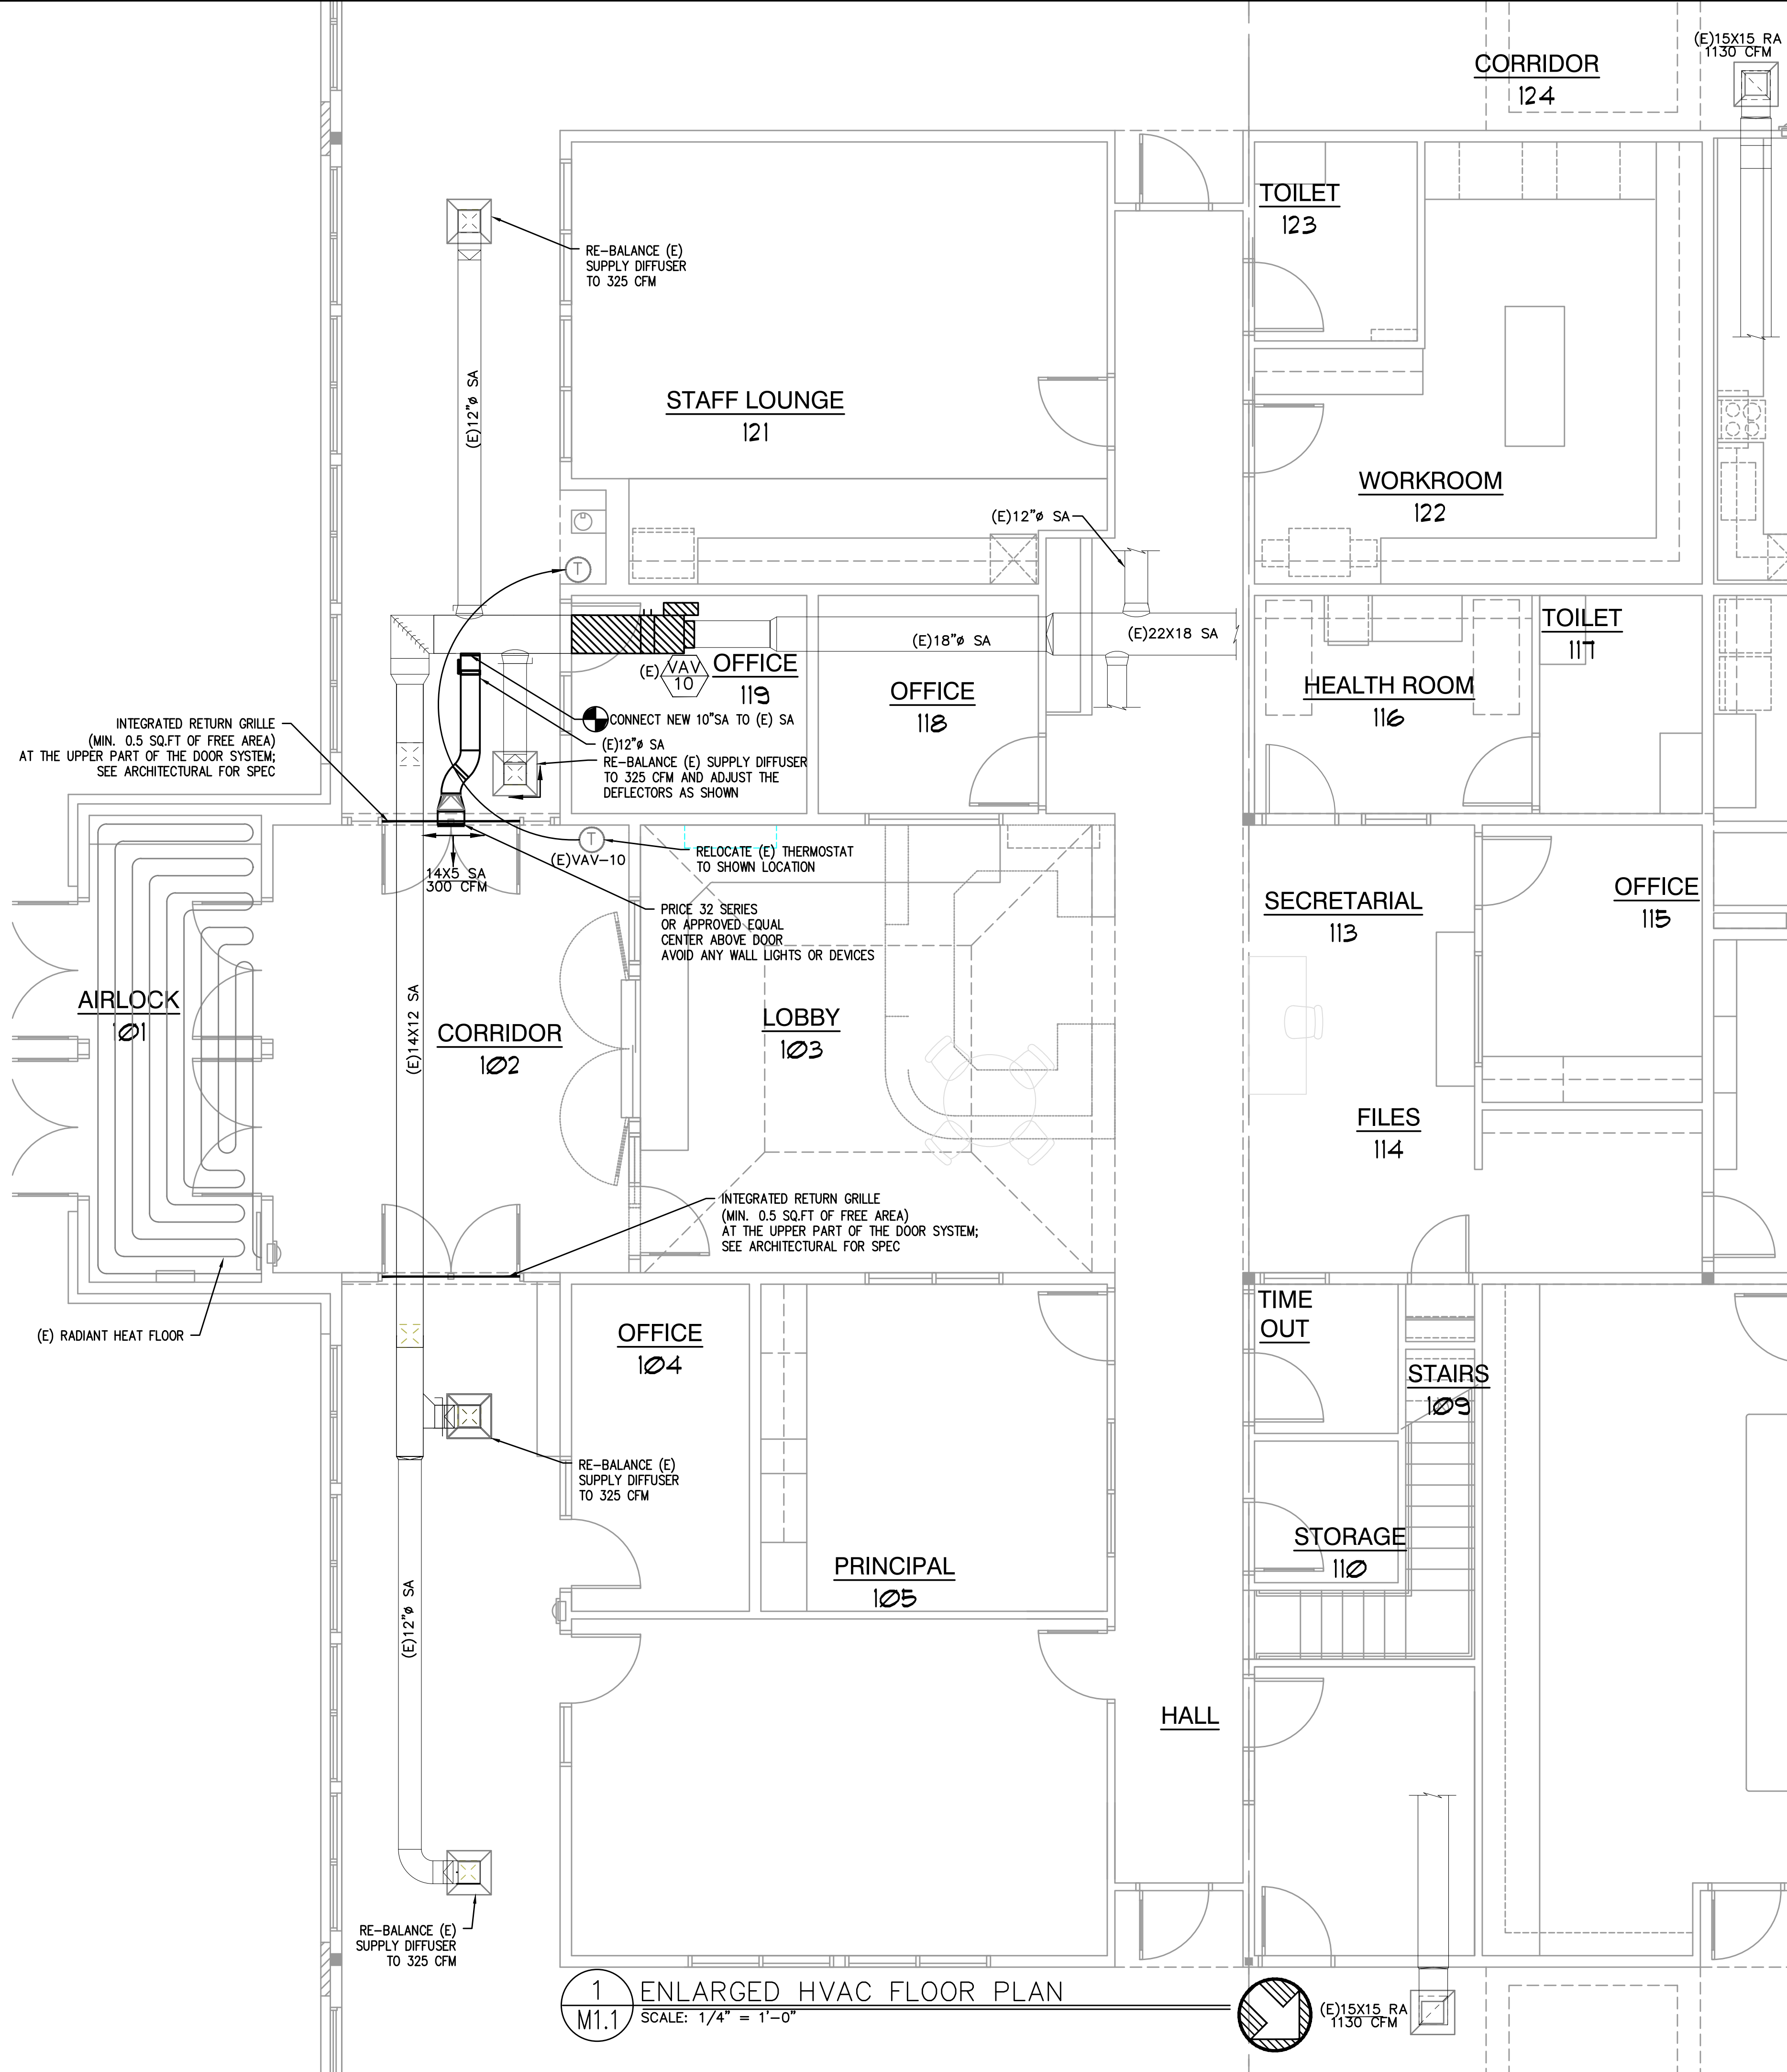 (E)15X15 RA
1130 CFM
CORRIDOR
124
TOILET
123
RE-BALANCE (E)
SUPPLY DIFFUSER
TO 325 CFM
(E)12"ø SA
STAFF LOUNGE
121
WORKROOM
122
(E)12"ø SA
T
(E)18"ø SA
(E)22X18 SA
TOILET
117
(E)
VAV
10
OFFICE
119
OFFICE
118
HEALTH ROOM
116
CONNECT NEW 10"SA TO (E) SA
(E)12"ø SA
RE-BALANCE (E) SUPPLY DIFFUSER
TO 325 CFM AND ADJUST THE
DEFLECTORS AS SHOWN
INTEGRATED RETURN GRILLE
(MIN. 0.5 SQ.FT OF FREE AREA)
AT THE UPPER PART OF THE DOOR SYSTEM;
SEE ARCHITECTURAL FOR SPEC
T
(E)VAV-10
RELOCATE (E) THERMOSTAT
TO SHOWN LOCATION
14X5 SA
300 CFM
PRICE 32 SERIES
OR APPROVED EQUAL
CENTER ABOVE DOOR
AVOID ANY WALL LIGHTS OR DEVICES
SECRETARIAL
113
OFFICE
115
AIRLOCK
101
(E)14X12 SA
CORRIDOR
102
LOBBY
103
FILES
114
INTEGRATED RETURN GRILLE
(MIN. 0.5 SQ.FT OF FREE AREA)
AT THE UPPER PART OF THE DOOR SYSTEM;
SEE ARCHITECTURAL FOR SPEC
(E) RADIANT HEAT FLOOR
OFFICE
104
TIME
OUT
STAIRS
109
RE-BALANCE (E)
SUPPLY DIFFUSER
TO 325 CFM
STORAGE
110
PRINCIPAL
105
(E)12"ø SA
HALL
RE-BALANCE (E)
SUPPLY DIFFUSER
TO 325 CFM
1
M1.1
ENLARGED HVAC FLOOR PLAN
SCALE: 1/4" = 1'-0"
(E)15X15 RA
1130 CFM